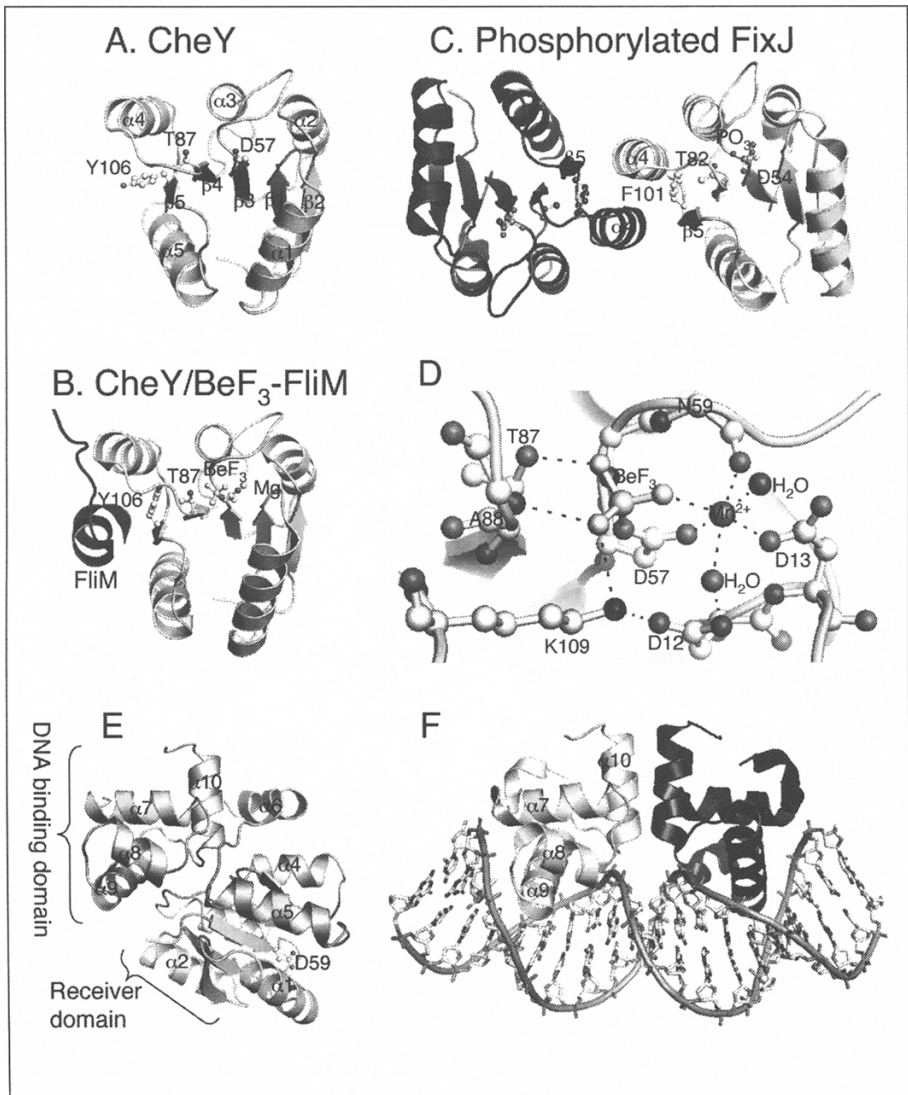 A. CheY
α3
α4
α2
T87
D57
Y106
β4
β5
β3
β2
α5
α1
C. Phosphorylated FixJ
β5
α4
T82
PO3
D54
F101
β5
B. CheY/BeF3-FliM
T87
BeF3
Mg
Y106
FliM
D
N59
T87
BeF3
H2O
Mn2+
A88
D57
D13
H2O
K109
D12
E
DNA binding domain
α10
α7
α6
α8
α4
α9
α5
α2
D59
α1
Receiver
domain
F
α10
α7
α8
α9